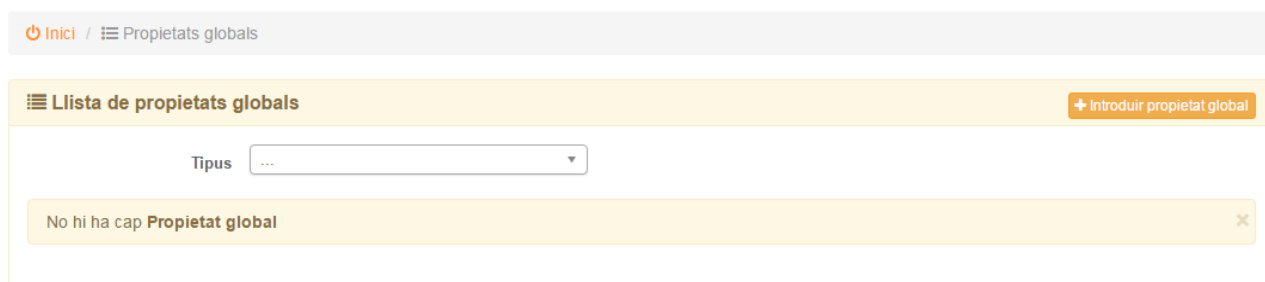 Inici / Propietats globals
Llista de propietats globals
Introduir propietat global
Tipus ...
No hi ha cap Propietat global ×